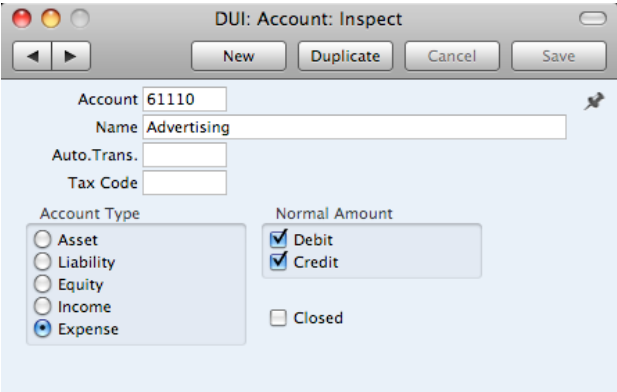 DUI: Account: Inspect
New Duplicate Cancel Save
Account 61110
Name Advertising
Auto.Trans.
Tax Code
Account Type Normal Amount
Asset Debit
Liability Credit
Equity
Income Closed
Expense